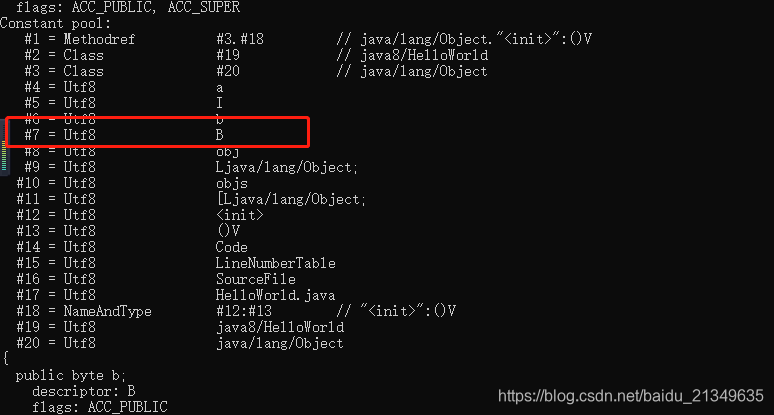 flags: ACC_PUBLIC, ACC_SUPER
Constant pool:
#1 = Methodref #3.#18 // java/lang/Object."<init>":()V
#2 = Class #19 // java8/HelloWorld
#3 = Class #20 // java/lang/Object
#4 = Utf8 a
#5 = Utf8 I
#6 = Utf8 b
#7 = Utf8 B
#8 = Utf8 obj
#9 = Utf8 Ljava/lang/Object;
#10 = Utf8 objs
#11 = Utf8 [Ljava/lang/Object;
#12 = Utf8 <init>
#13 = Utf8 ()V
#14 = Utf8 Code
#15 = Utf8 LineNumberTable
#16 = Utf8 SourceFile
#17 = Utf8 HelloWorld.java
#18 = NameAndType #12:#13 // "<init>":()V
#19 = Utf8 java8/HelloWorld
#20 = Utf8 java/lang/Object
{
public byte b;
descriptor: B
flags: ACC_PUBLIC
https://blog.csdn.net/baidu_21349635